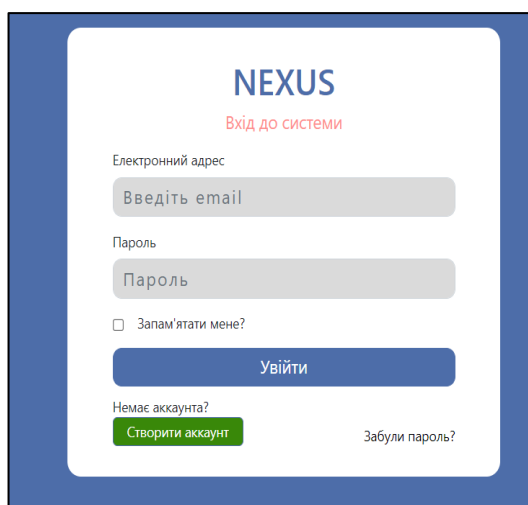 NEXUS
Вхід до системи
Електронний адрес
Введіть email
Пароль
Пароль
Запам'ятати мене?
Увійти
Немає аккаунта?
Створити аккаунт
Забули пароль?